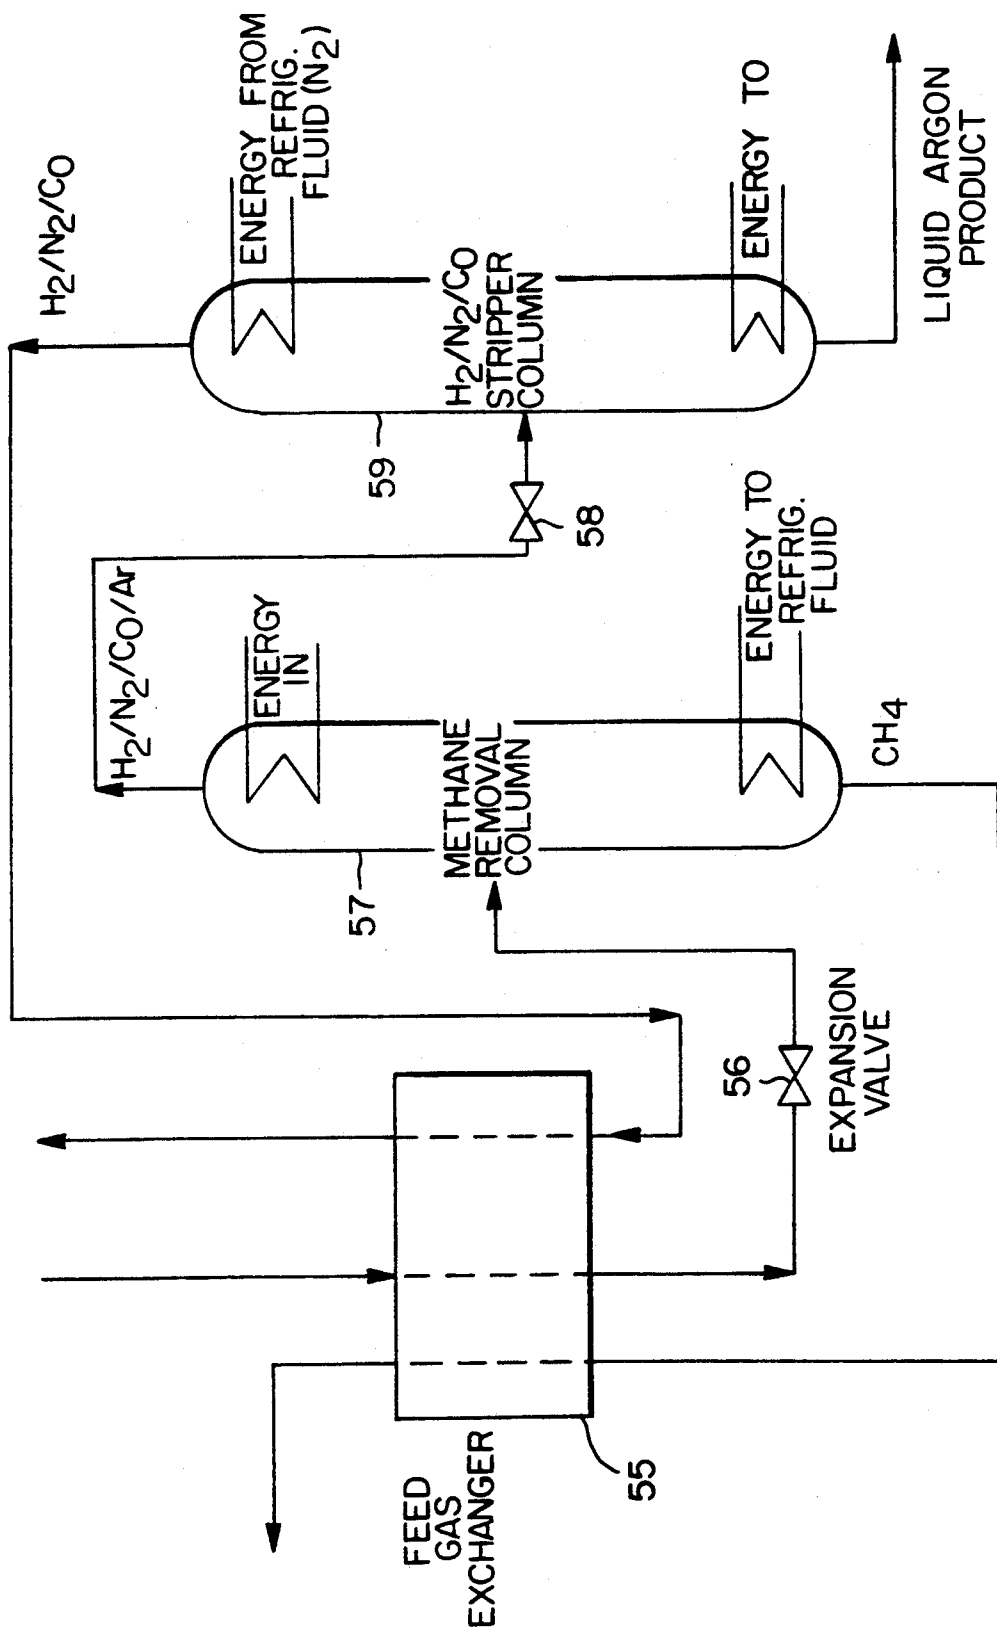 H2/N2/CO
ENERGY FROM
REFRIG.
FLUID (N2)
H2/N2/CO
STRIPPER
COLUMN
59
ENERGY TO
LIQUID ARGON
PRODUCT
58
H2/N2/CO/Ar
ENERGY
IN
METHANE
REMOVAL
COLUMN
57
ENERGY TO
REFRIG.
FLUID
CH4
56
EXPANSION
VALVE
FEED
GAS
EXCHANGER
55